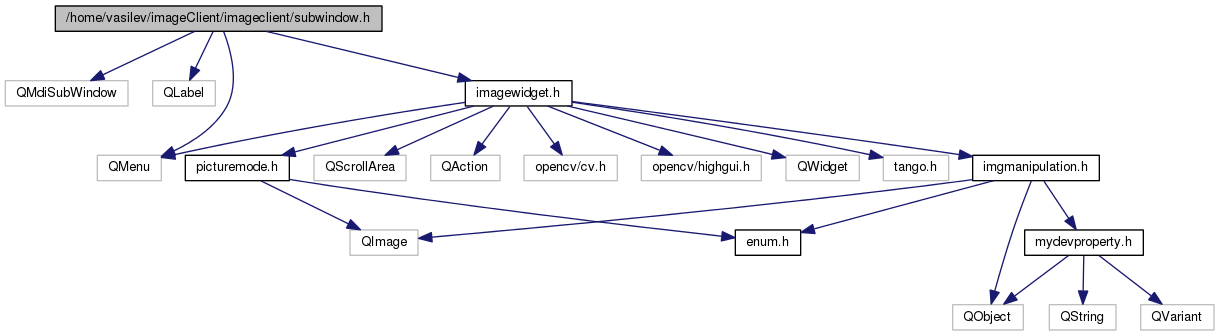 /home/vasilev/imageClient/imageclient/subwindow.h
QMdiSubWindow
QLabel
imagewidget.h
QMenu
picturemode.h
QScrollArea
QAction
opencv/cv.h
opencv/highgui.h
QWidget
tango.h
imgmanipulation.h
QImage
enum.h
mydevproperty.h
QObject
QString
QVariant